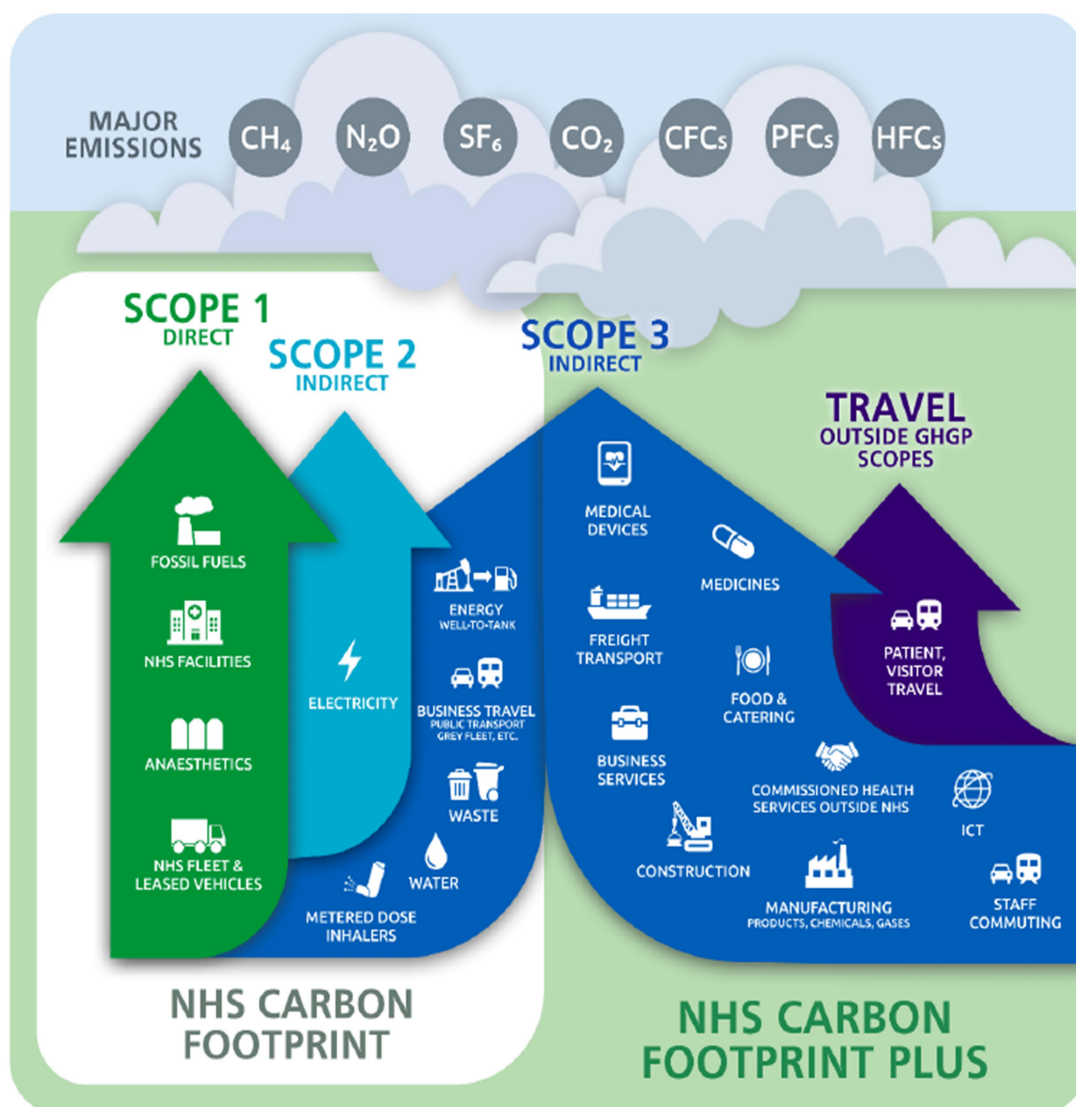 MAJOR
EMISSIONS
CH₄
N₂O
SF₆
CO₂
CFCs
PFCs
HFCs
SCOPE 1
DIRECT
SCOPE 2
INDIRECT
SCOPE 3
INDIRECT
TRAVEL
OUTSIDE GHGP
SCOPES
FOSSIL FUELS
NHS FACILITIES
ANAESTHETICS
NHS FLEET &
LEASED VEHICLES
ELECTRICITY
ENERGY
WELL-TO-TANK
BUSINESS TRAVEL
PUBLIC TRANSPORT
GREY FLEET, ETC.
WASTE
WATER
METERED DOSE
INHALERS
MEDICAL
DEVICES
MEDICINES
FREIGHT
TRANSPORT
FOOD &
CATERING
BUSINESS
SERVICES
COMMISSIONED HEALTH
SERVICES OUTSIDE NHS
ICT
CONSTRUCTION
MANUFACTURING
PRODUCTS, CHEMICALS, GASES
STAFF
COMMUTING
PATIENT,
VISITOR
TRAVEL
NHS CARBON
FOOTPRINT
NHS CARBON
FOOTPRINT PLUS